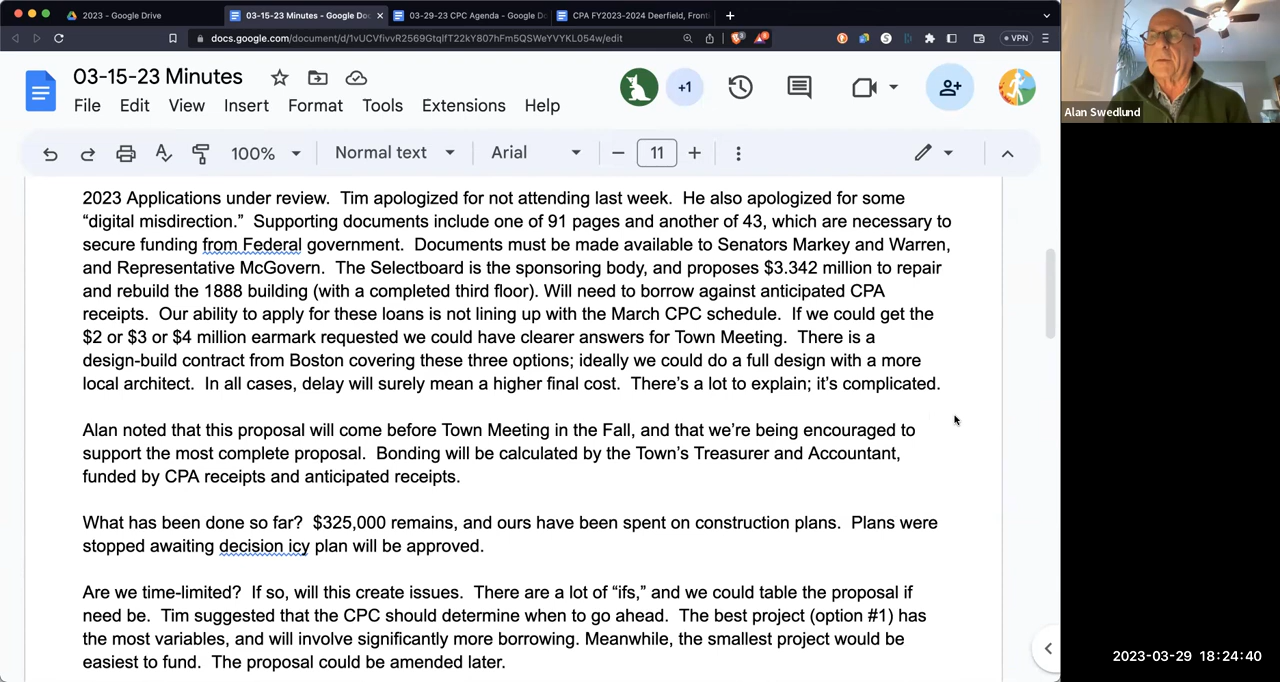 2023 - Google Drive
03-15-23 Minutes - Google Doc
03-29-23 CPC Agenda - Google D
CPA FY2023-2024 Deerfield, Fronti
docs.google.com/document/d/1vUCVfivvR2569GtqlfT22kY807hFm5QSWeYVYKL054w/edit
VPN
03-15-23 Minutes
File Edit View Insert Format Tools Extensions Help
+1
100% Normal text Arial 11
Alan Swedlund
2023 Applications under review. Tim apologized for not attending last week. He also apologized for some
“digital misdirection.” Supporting documents include one of 91 pages and another of 43, which are necessary to
secure funding from Federal government. Documents must be made available to Senators Markey and Warren,
and Representative McGovern. The Selectboard is the sponsoring body, and proposes $3.342 million to repair
and rebuild the 1888 building (with a completed third floor). Will need to borrow against anticipated CPA
receipts. Our ability to apply for these loans is not lining up with the March CPC schedule. If we could get the
$2 or $3 or $4 million earmark requested we could have clearer answers for Town Meeting. There is a
design-build contract from Boston covering these three options; ideally we could do a full design with a more
local architect. In all cases, delay will surely mean a higher final cost. There’s a lot to explain; it’s complicated.
Alan noted that this proposal will come before Town Meeting in the Fall, and that we’re being encouraged to
support the most complete proposal. Bonding will be calculated by the Town’s Treasurer and Accountant,
funded by CPA receipts and anticipated receipts.
What has been done so far? $325,000 remains, and ours have been spent on construction plans. Plans were
stopped awaiting decision icy plan will be approved.
Are we time-limited? If so, will this create issues. There are a lot of “ifs,” and we could table the proposal if
need be. Tim suggested that the CPC should determine when to go ahead. The best project (option #1) has
the most variables, and will involve significantly more borrowing. Meanwhile, the smallest project would be
easiest to fund. The proposal could be amended later.
2023-03-29 18:24:40